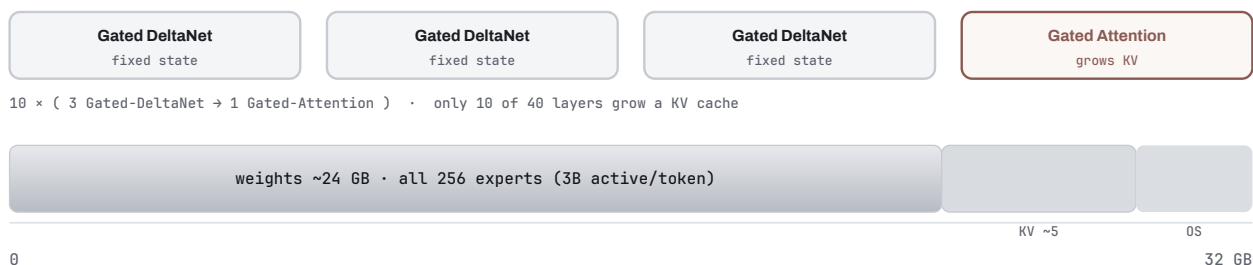 Gated DeltaNet
fixed state
Gated DeltaNet
fixed state
Gated DeltaNet
fixed state
Gated Attention
grows KV
10 × ( 3 Gated-DeltaNet → 1 Gated-Attention ) · only 10 of 40 layers grow a KV cache
weights ~24 GB · all 256 experts (3B active/token)
KV ~5
OS
0
32 GB